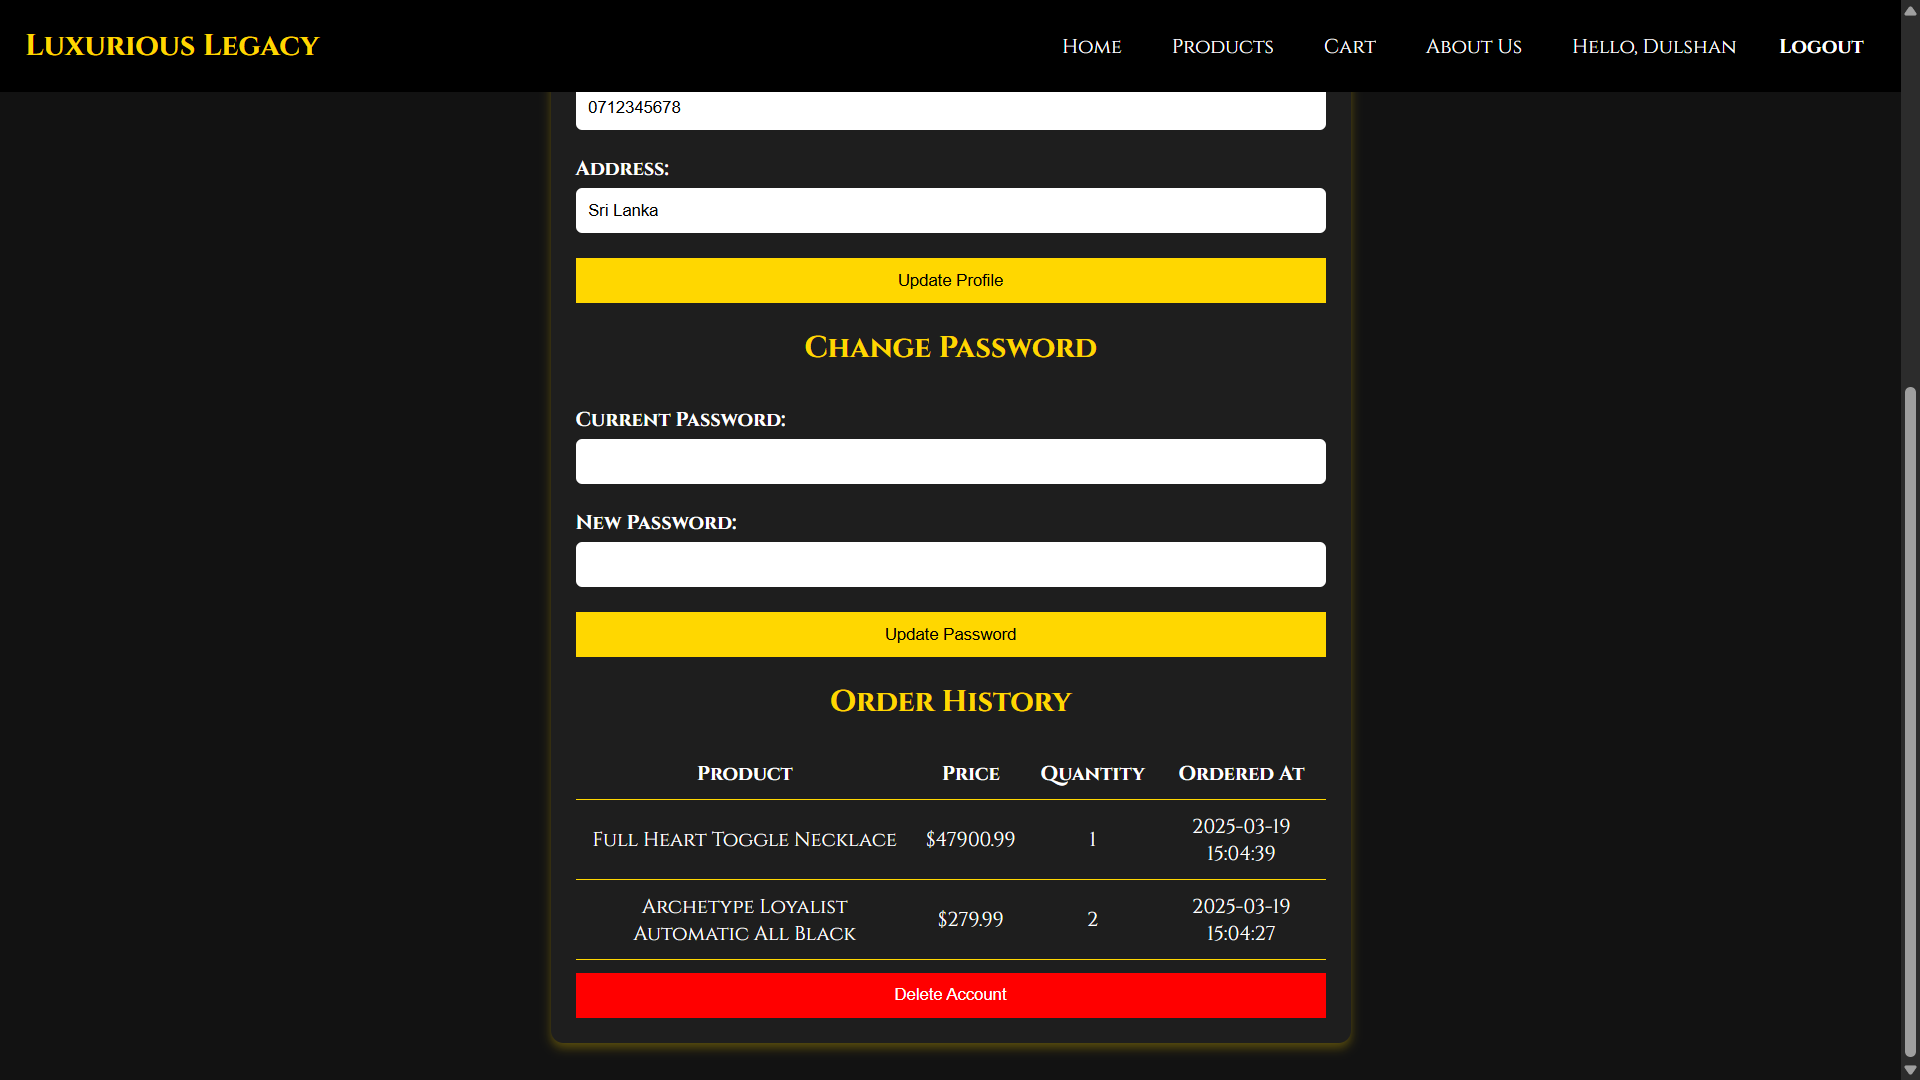 Luxurious Legacy
Home Products Cart About Us Hello, Dulshan Logout
0712345678
Address:
Sri Lanka
Update Profile
Change Password
Current Password:
New Password:
Update Password
Order History
Product Price Quantity Ordered At
Full Heart Toggle Necklace $47900.99 1 2025-03-19
15:04:39
Archetype Loyalist
Automatic All Black $279.99 2 2025-03-19
15:04:27
Delete Account